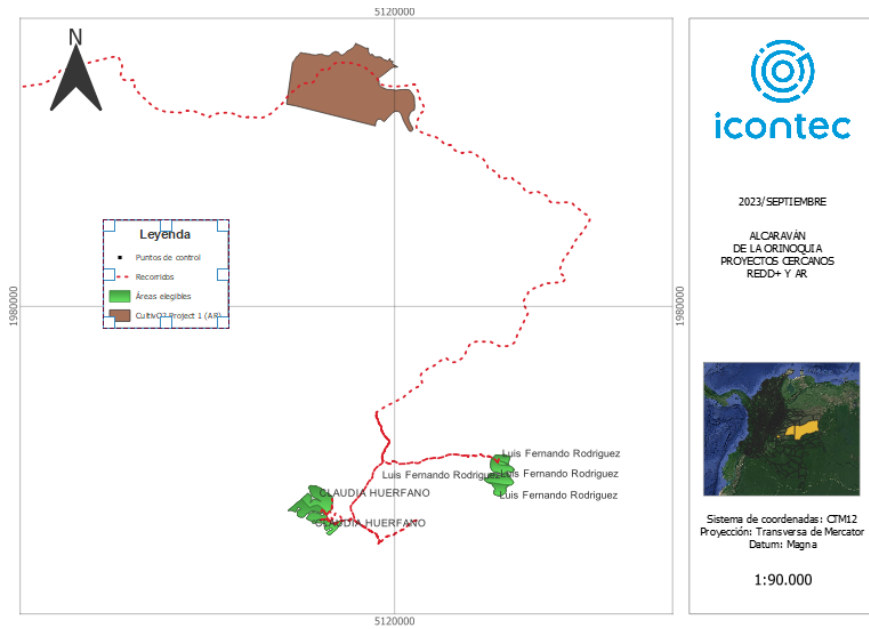 5120000
N
1980000
1980000
Leyenda
Puntos de control
Recorridos
Áreas elegibles
CultivO2 Project 1 (AR)
Luis Fernando Rodriguez
Luis Fernando Rodriguez
Luis Fernando Rodriguez
Luis Fernando Rodriguez
CLAUDIA HUERFANO
CLAUDIA HUERFANO
5120000
icontec
2023/SEPTIEMBRE
ALCARAVÁN
DE LA ORINOQUIA
PROYECTOS CERCANOS
REDD+ Y AR
Sistema de coordenadas: CTM12
Proyección: Transversa de Mercator
Datum: Magna
1:90.000